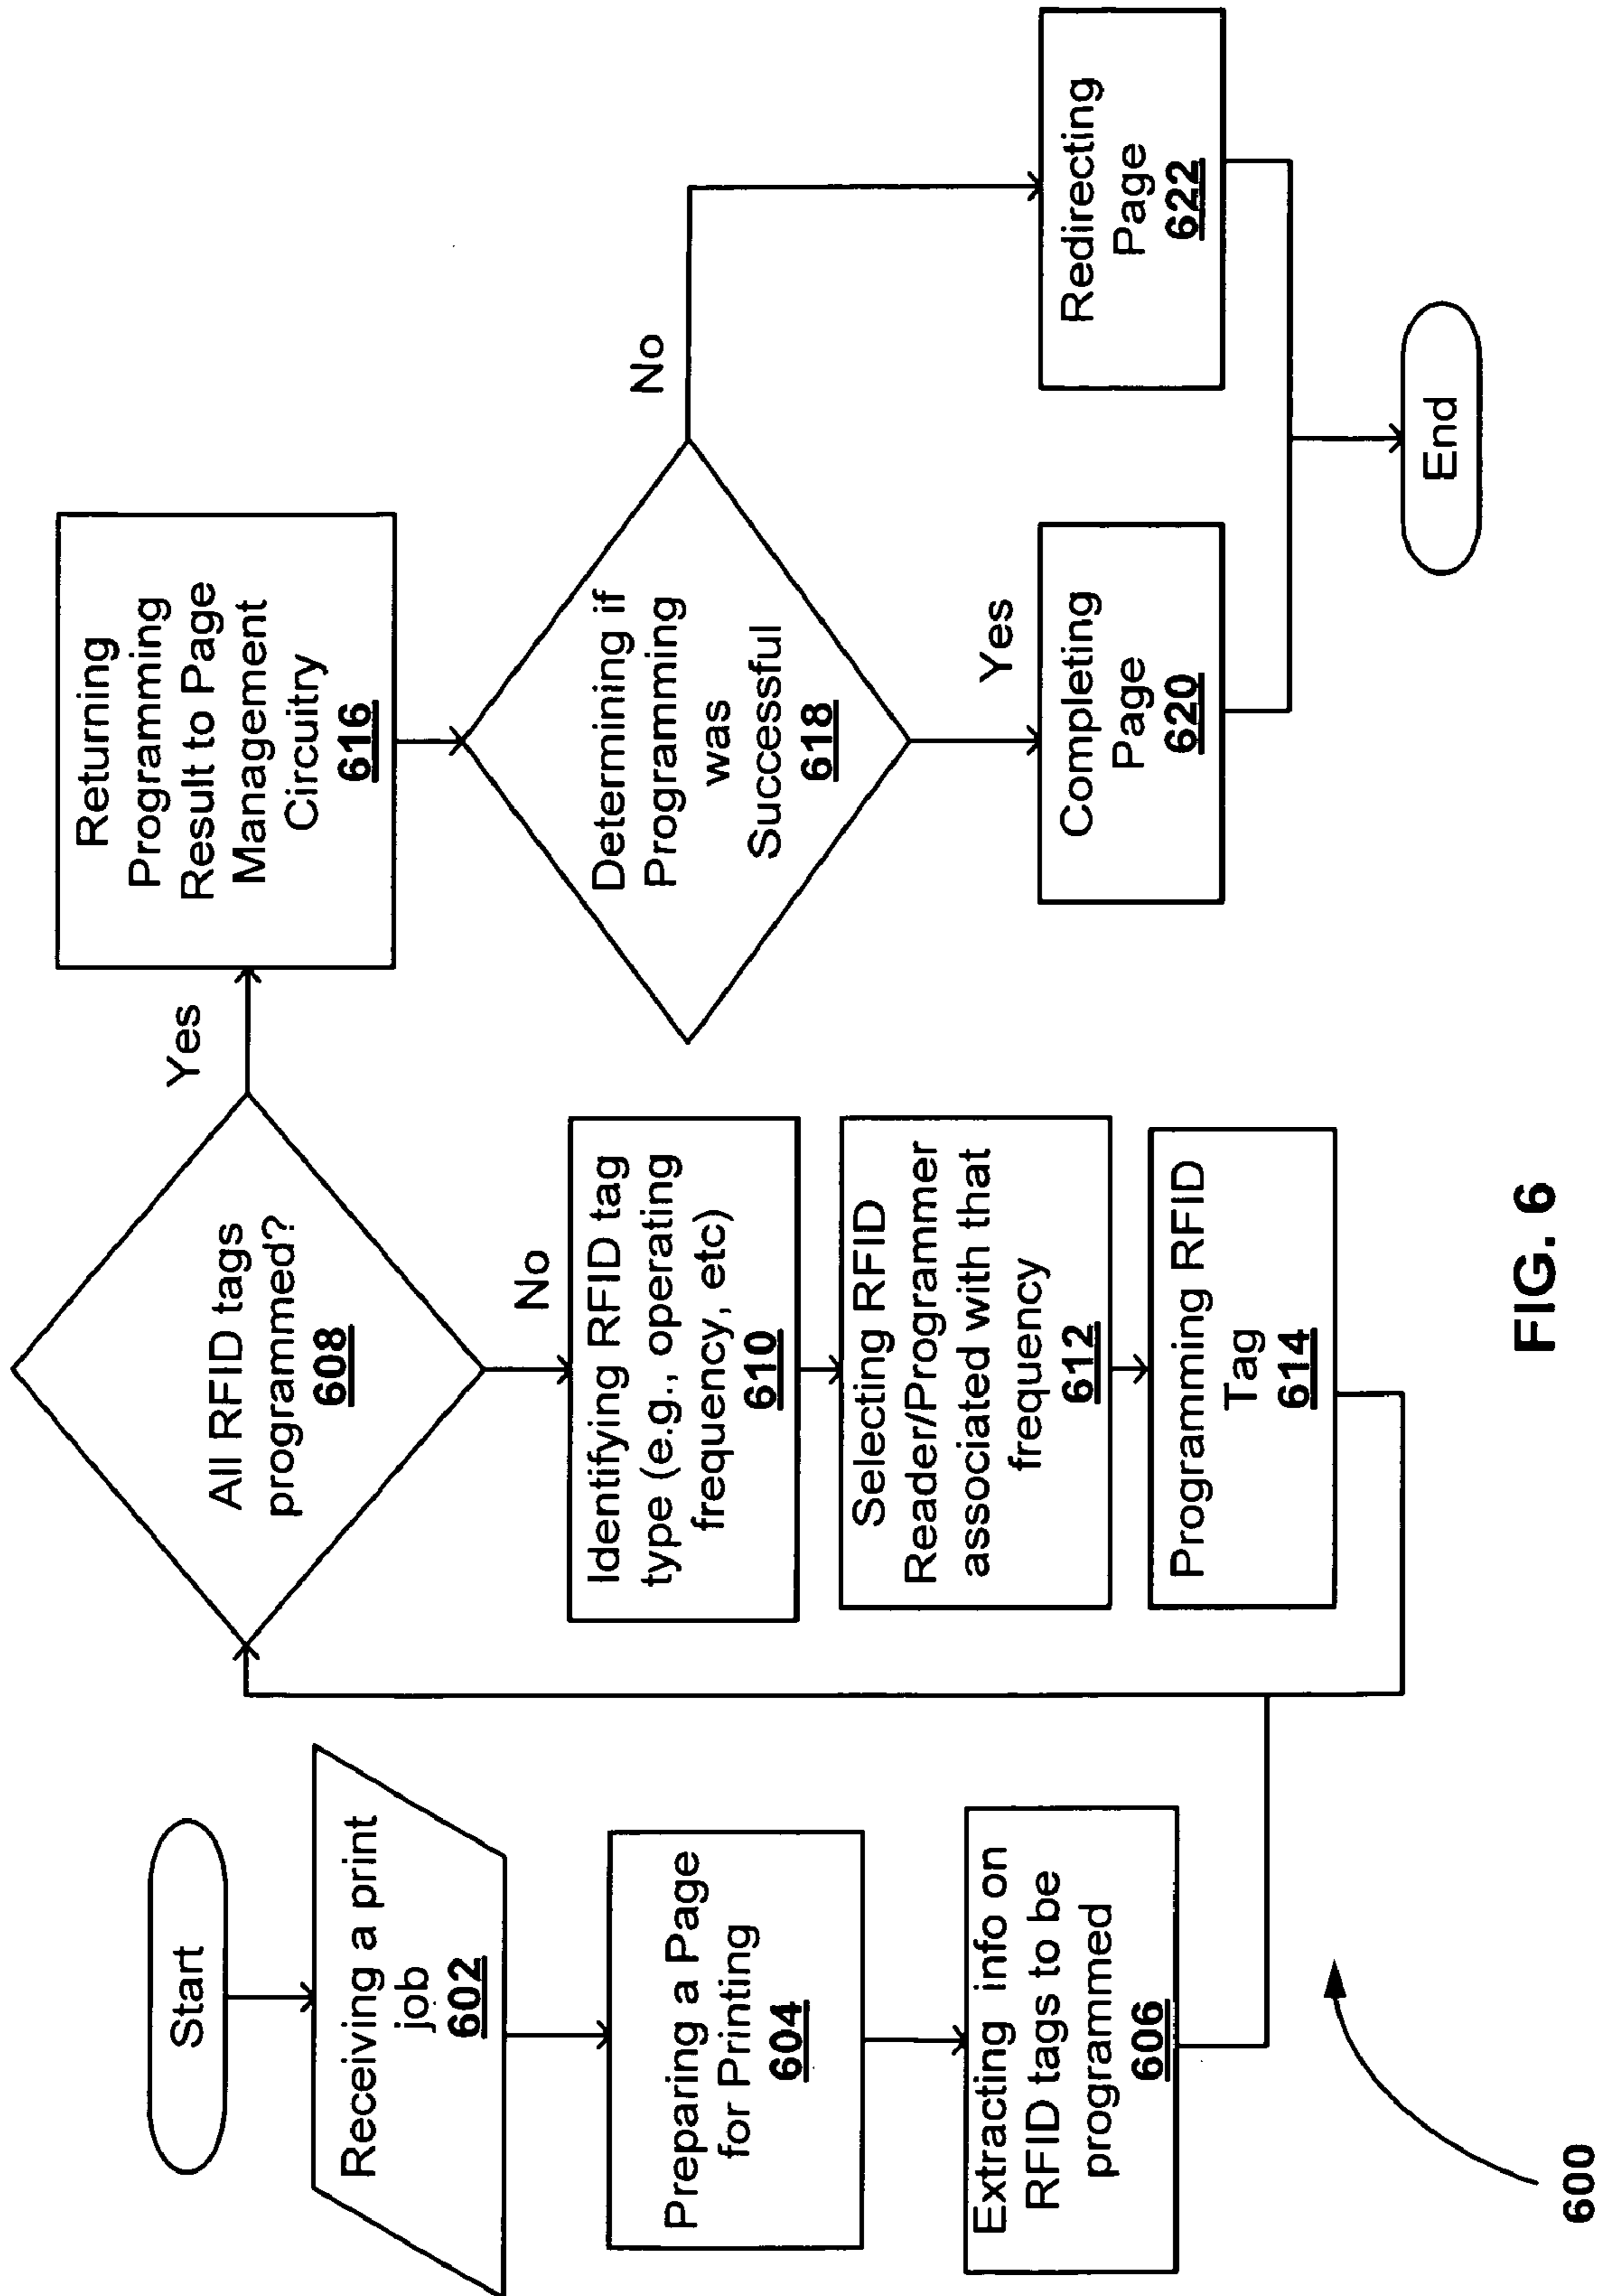 Start
Receiving a print
job
602
Preparing a Page
for Printing
604
Extracting info on
RFID tags to be
programmed
606
All RFID tags
programmed?
608
Yes
No
Identifying RFID tag
type (e.g., operating
frequency, etc)
610
Selecting RFID
Reader/Programmer
associated with that
frequency
612
Programming RFID
Tag
614
Returning
Programming
Result to Page
Management
Circuitry
616
Determining if
Programming
was
Successful
618
No
Yes
Completing
Page
620
Redirecting
Page
622
End
600
FIG. 6